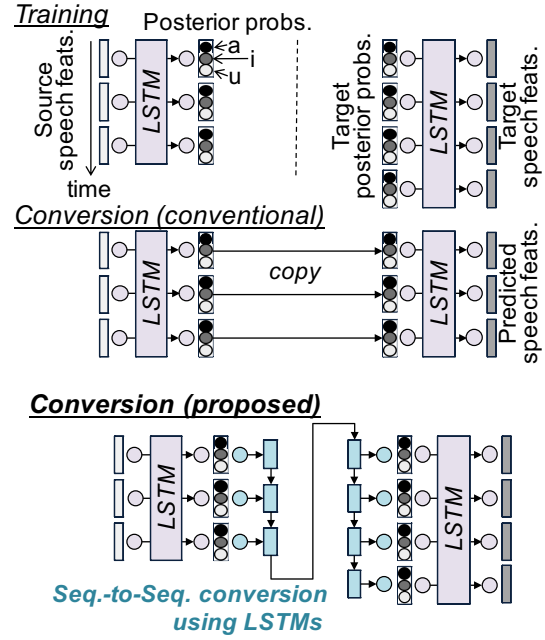 Training
Posterior probs.
a
i
u
Source
speech feats.
time
LSTM
Target
posterior probs.
LSTM
Target
speech feats.
Conversion (conventional)
LSTM
copy
LSTM
Predicted
speech feats.
Conversion (proposed)
LSTM
LSTM
Seq.-to-Seq. conversion
using LSTMs